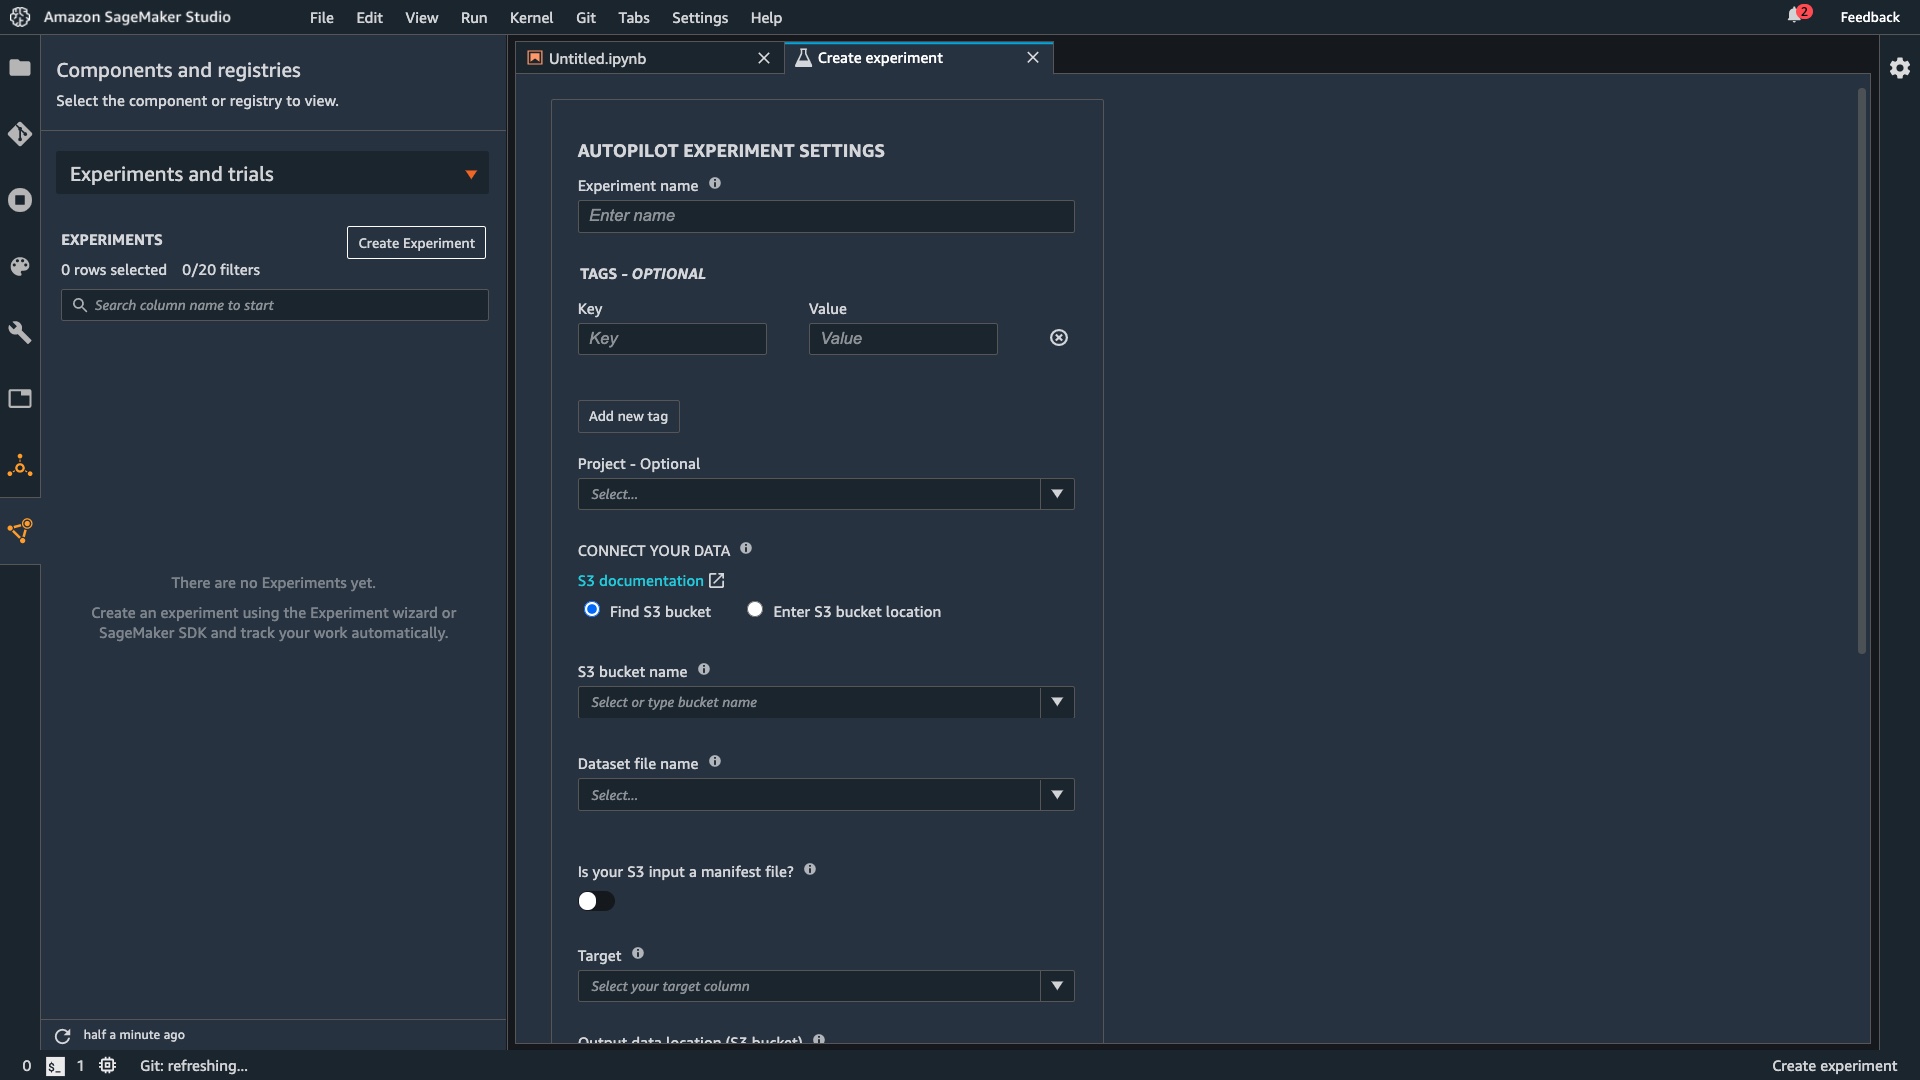 Amazon SageMaker Studio
File Edit View Run Kernel Git Tabs Settings Help
2
Feedback
Components and registries
Select the component or registry to view.
Experiments and trials
EXPERIMENTS
Create Experiment
0 rows selected 0/20 filters
Search column name to start
There are no Experiments yet.
Create an experiment using the Experiment wizard or
SageMaker SDK and track your work automatically.
half a minute ago
Untitled.ipynb
Create experiment
AUTOPILOT EXPERIMENT SETTINGS
Experiment name
Enter name
TAGS - OPTIONAL
Key Value
Key Value
Add new tag
Project - Optional
Select...
CONNECT YOUR DATA
S3 documentation
Find S3 bucket Enter S3 bucket location
S3 bucket name
Select or type bucket name
Dataset file name
Select...
Is your S3 input a manifest file?
Target
Select your target column
Output data location (S3 bucket)
0 $_ 1 Git: refreshing...
Create experiment